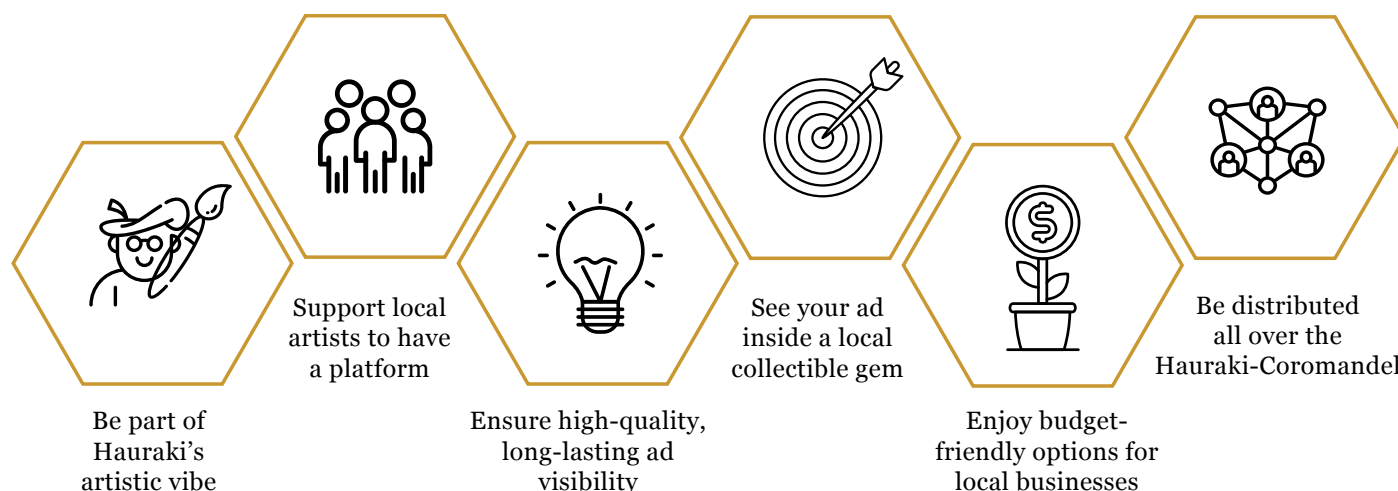 Be part of
Hauraki’s
artistic vibe
Support local
artists to have
a platform
Ensure high-quality,
long-lasting ad
visibility
See your ad
inside a local
collectible gem
$
Enjoy budget-
friendly options for
local businesses
Be distributed
all over the
Hauraki-Coromandel